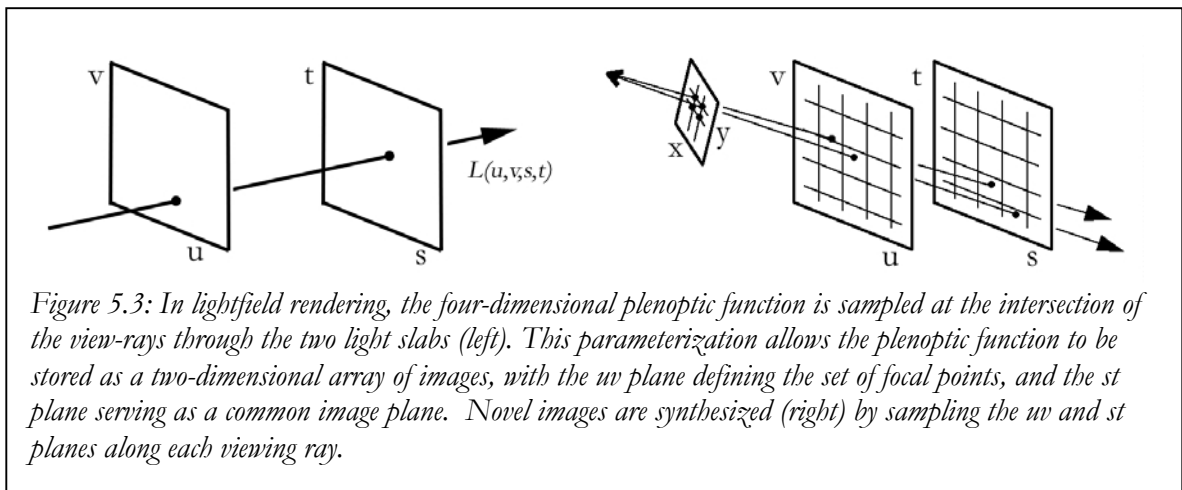 v
t
L(u,v,s,t)
u
s
v
t
x
y
u
s
Figure 5.3: In lightfield rendering, the four-dimensional plenoptic function is sampled at the intersection of
the view-rays through the two light slabs (left). This parameterization allows the plenoptic function to be
stored as a two-dimensional array of images, with the uv plane defining the set of focal points, and the st
plane serving as a common image plane.  Novel images are synthesized (right) by sampling the uv and st
planes along each viewing ray.